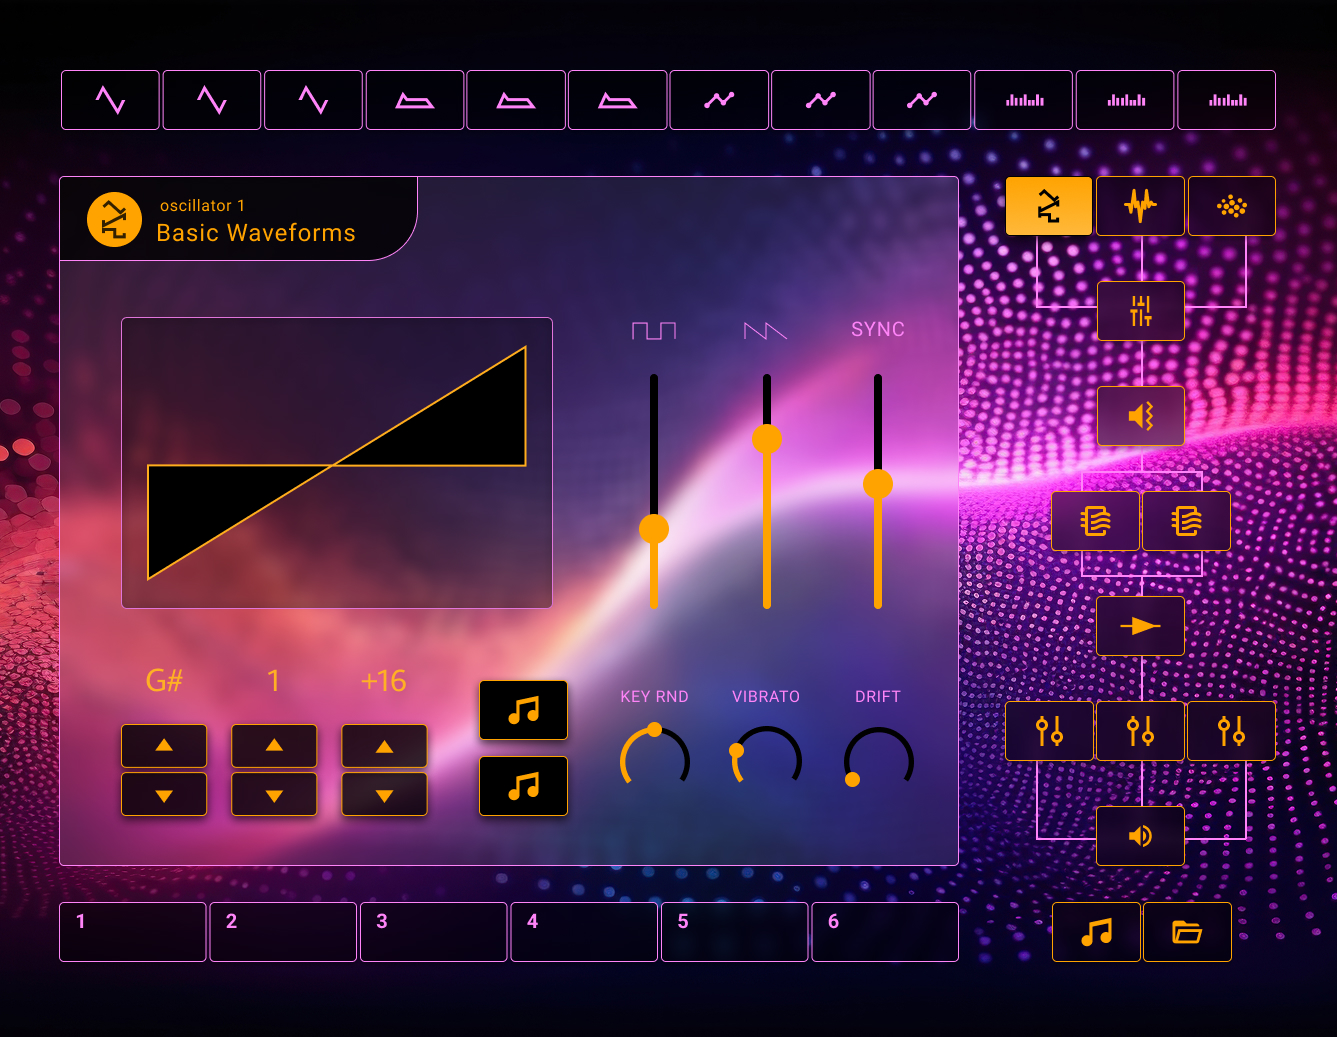 oscillator 1
Basic Waveforms
SYNC
G# 1 +16
KEY RND VIBRATO DRIFT
1 2 3 4 5 6